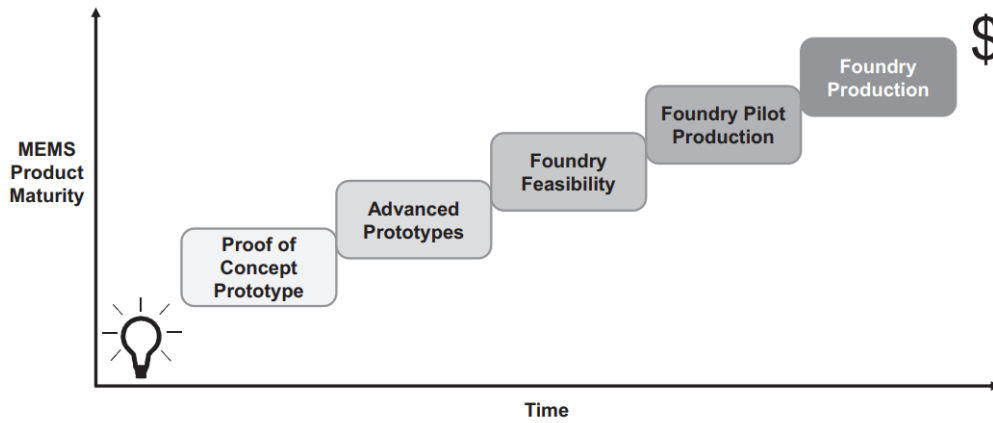 $
Foundry
Production
Foundry Pilot
Production
Foundry
Feasibility
Advanced
Prototypes
Proof of
Concept
Prototype
MEMS
Product
Maturity
Time